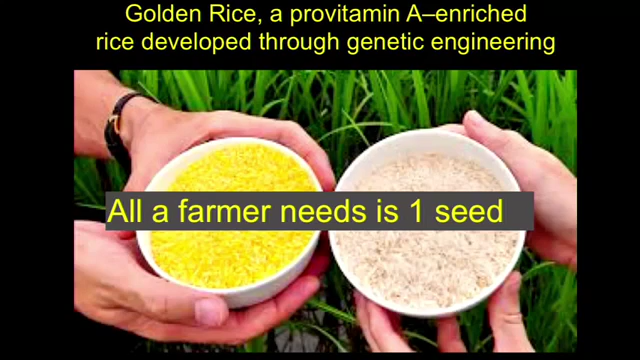 Golden Rice, a provitamin A–enriched
rice developed through genetic engineering
All a farmer needs is 1 seed